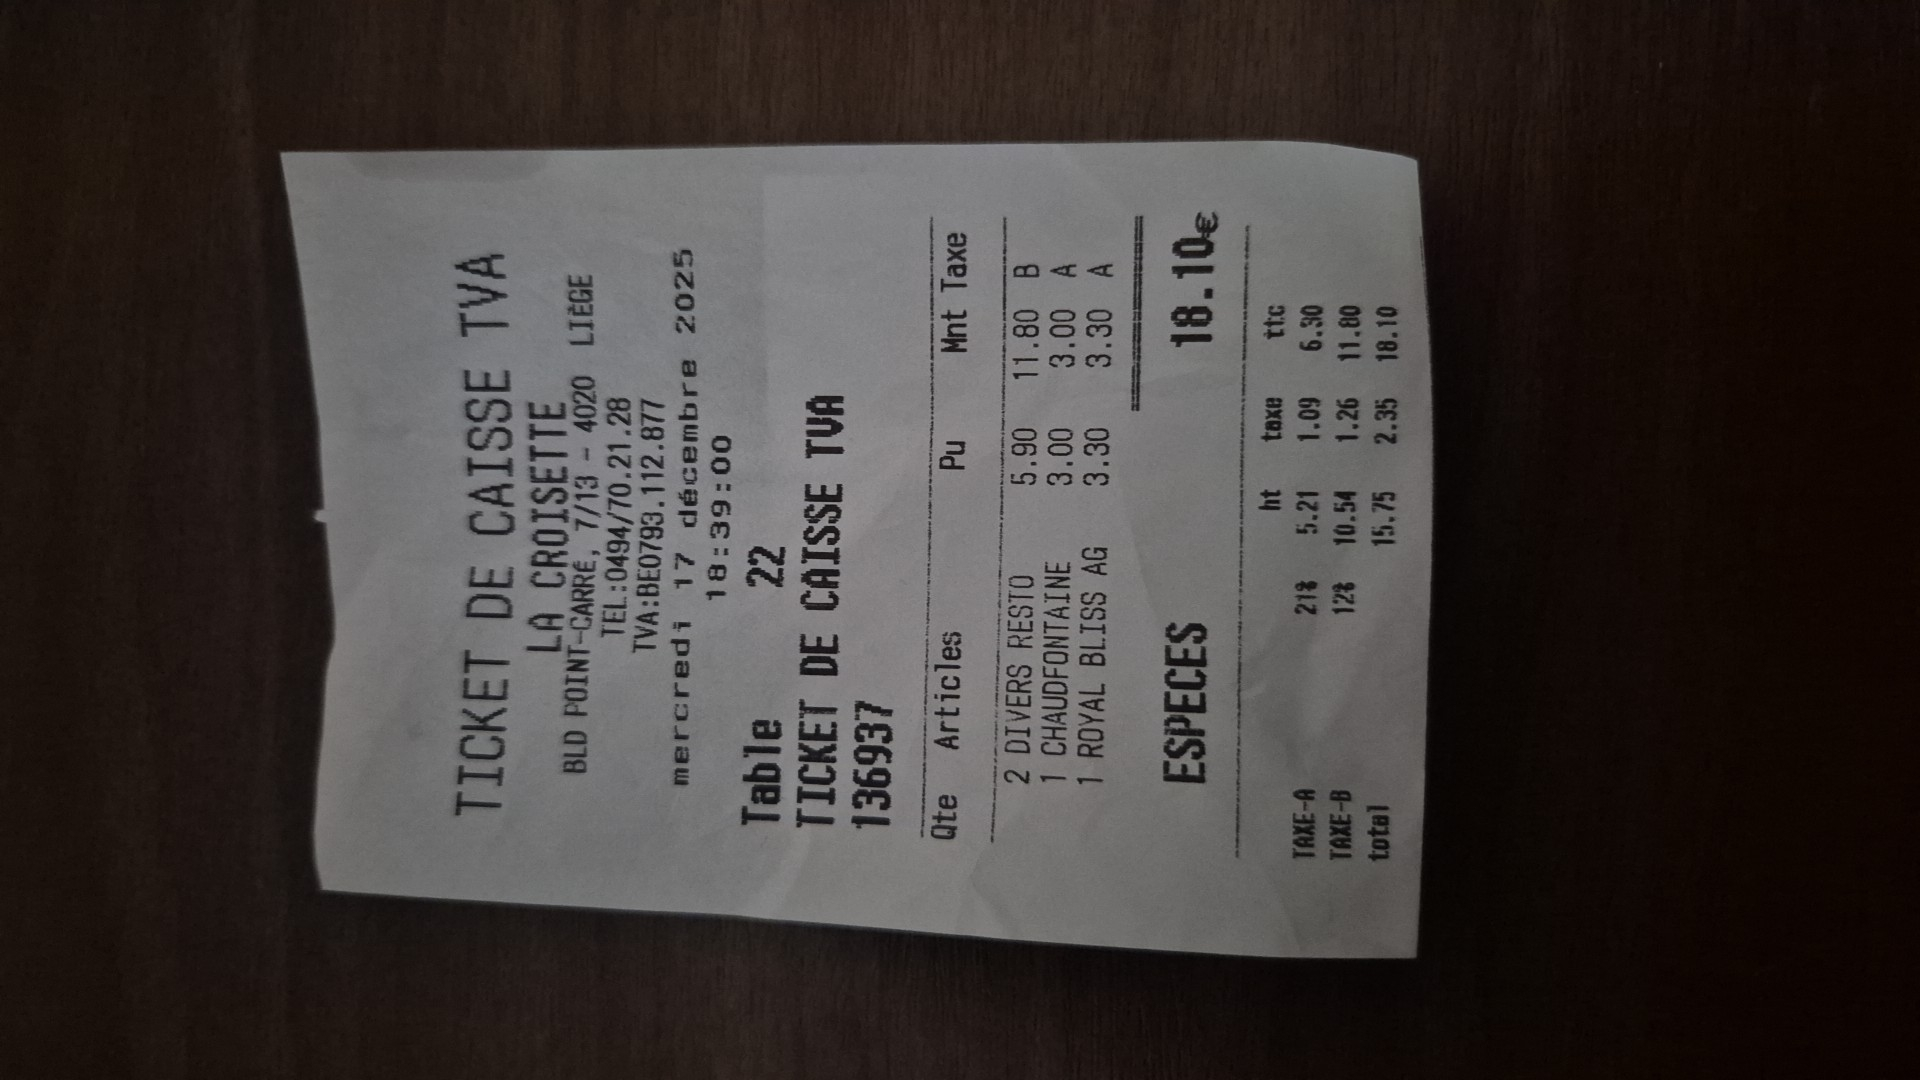 TICKET DE CAISSE TVA
LA CROISETTE
BLD POINT-CARRÉ, 7/13 - 4020 LIÈGE
TEL:0494/70.21.28
TVA:BE0793.112.877
mercredi 17 décembre 2025
18:39:00
Table 22
TICKET DE CAISSE TVA
136937
Qte Articles Pu Mnt Taxe
2 DIVERS RESTO 5.90 11.80 B
1 CHAUDFONTAINE 3.00 3.00 A
1 ROYAL BLISS AG 3.30 3.30 A
ESPECES 18.10€
ht taxe ttc
TAXE-A 21% 5.21 1.09 6.30
TAXE-B 12% 10.54 1.26 11.80
total 15.75 2.35 18.10